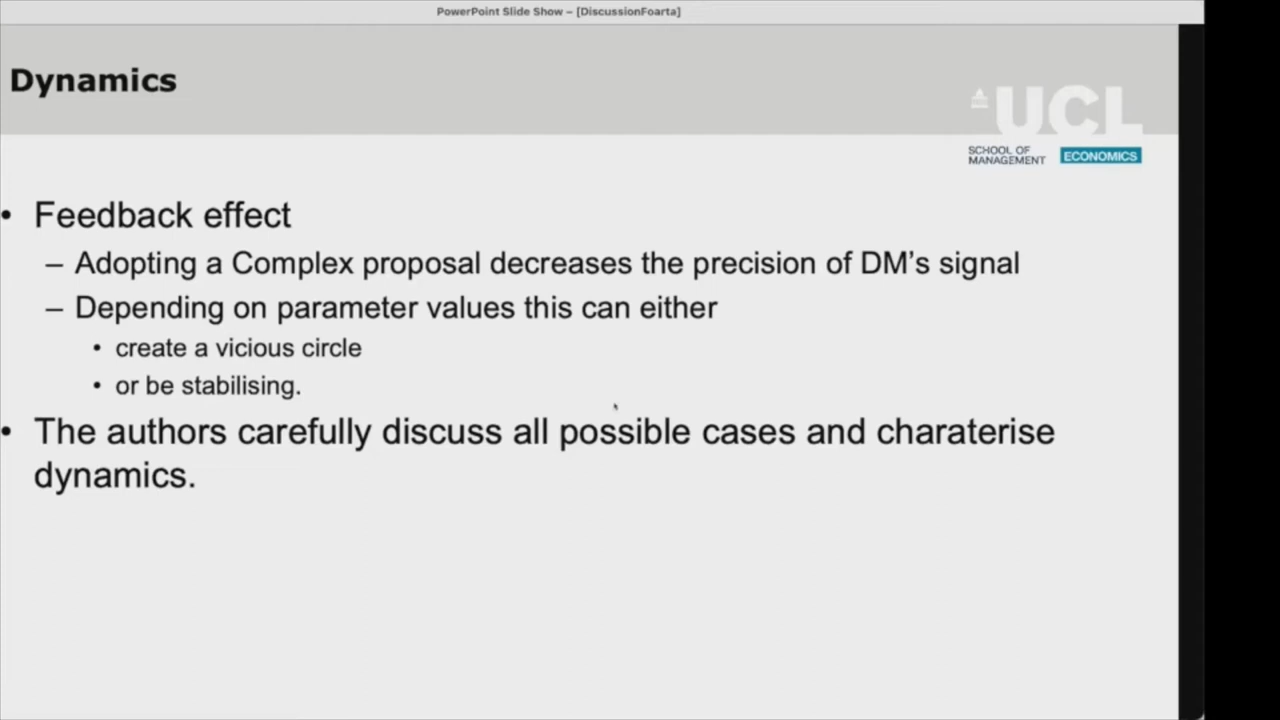 PowerPoint Slide Show – [DiscussionFoarta]
Dynamics
UCL
SCHOOL OF
MANAGEMENT
ECONOMICS
• Feedback effect
– Adopting a Complex proposal decreases the precision of DM’s signal
– Depending on parameter values this can either
• create a vicious circle
• or be stabilising.
• The authors carefully discuss all possible cases and charaterise
dynamics.